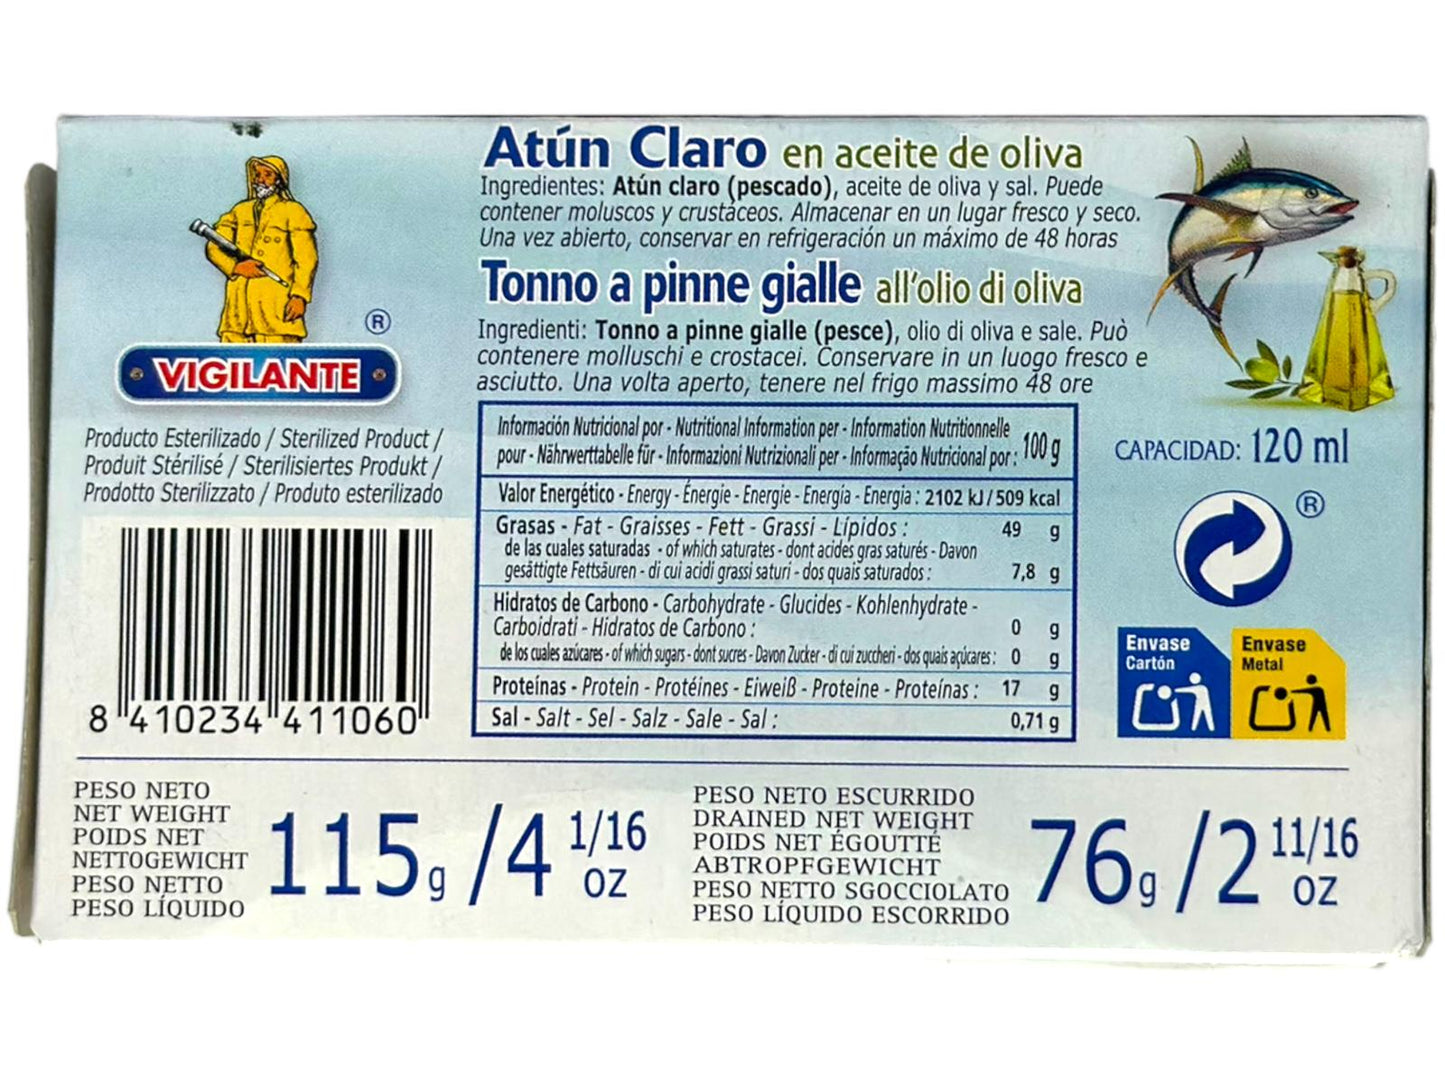 Atún Claro en aceite de oliva
Ingredientes: Atún claro (pescado), aceite de oliva y sal. Puede
contener moluscos y crustáceos. Almacenar en un lugar fresco y seco.
Una vez abierto, conservar en refrigeración un máximo de 48 horas
Tonno a pinne gialle all'olio di oliva
Ingredienti: Tonno a pinne gialle (pesce), olio di oliva e sale. Può
contenere molluschi e crostacei. Conservare in un luogo fresco e
asciutto. Una volta aperto, tenere nel frigo massimo 48 ore
®
VIGILANTE
Producto Esterilizado / Sterilized Product /
Produit Stérilisé / Sterilisiertes Produkt /
Prodotto Sterilizzato / Produto esterilizado
8 410234 411060
Información Nutricional por - Nutritional Information per - Information Nutritionnelle
pour - Nährwerttabelle für - Informazioni Nutrizionali per - Informação Nutricional por : 100 g
Valor Energético - Energy - Énergie - Energie - Energía - Energia : 2102 kJ / 509 kcal
Grasas - Fat - Graisses - Fett - Grassi - Lípidos : 49 g
de las cuales saturadas - of which saturates - dont acides gras saturés - Davon
gesättigte Fettsäuren - di cui acidi grassi saturi - dos quais saturados : 7,8 g
Hidratos de Carbono - Carbohydrate - Glucides - Kohlenhydrate -
Carboidrati - Hidratos de Carbono : 0 g
de los cuales azúcares - of which sugars - dont sucres - Davon Zucker - di cui zuccheri - dos quais açúcares : 0 g
Proteínas - Protein - Protéines - Eiweiß - Proteine - Proteínas : 17 g
Sal - Salt - Sel - Salz - Sale - Sal : 0,71 g
CAPACIDAD: 120 ml
®
Envase
Cartón
Envase
Metal
PESO NETO
NET WEIGHT
POIDS NET
NETTOGEWICHT
PESO NETTO
PESO LÍQUIDO
115g /4 1/16 oz
PESO NETO ESCURRIDO
DRAINED NET WEIGHT
POIDS NET ÉGOUTTÉ
ABTROPFGEWICHT
PESO NETTO SGOCCIOLATO
PESO LÍQUIDO ESCORRIDO
76g /2 11/16 oz